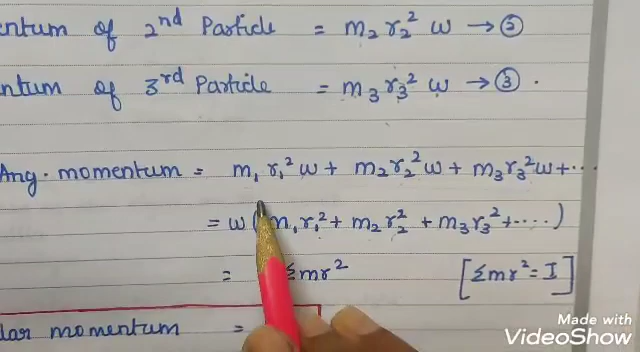 ntum of 2nd Particle = m₂ r₂² ω → ②
ntum of 3rd Particle = m₃ r₃² ω → ③ .
Ang. momentum = m₁ r₁² ω + m₂ r₂² ω + m₃ r₃² ω + ....
= ω ( m₁ r₁² + m₂ r₂² + m₃ r₃² + .... )
= Σmr² [Σmr² = I]
lar momentum =
Made with
VideoShow